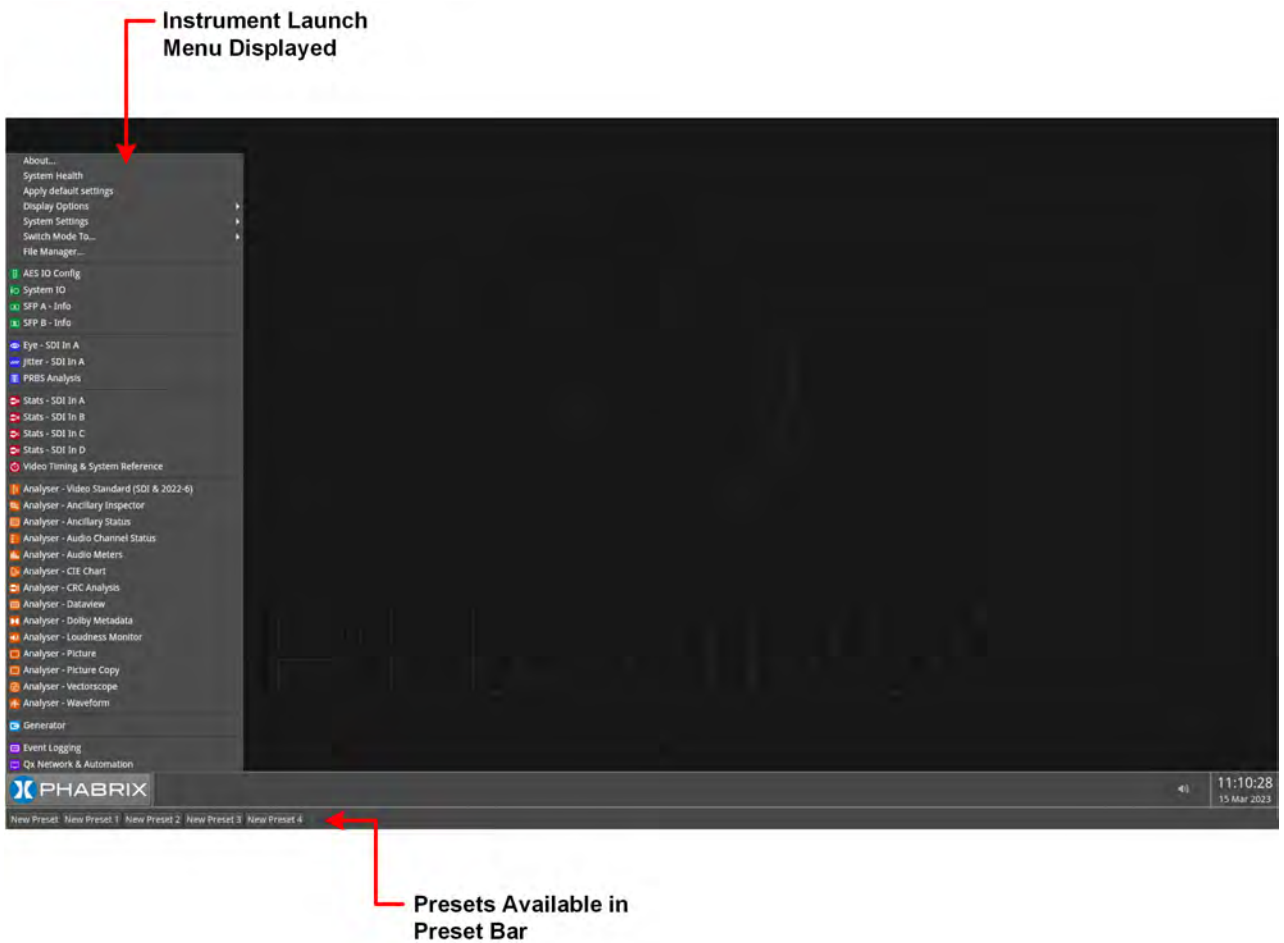 Instrument Launch
Menu Displayed
About...
System Health
Apply default settings
Display Options
System Settings
Switch Mode To...
File Manager...
AES IO Config
System IO
SFP A - Info
SFP B - Info
Eye - SDI In A
Jitter - SDI In A
PRBS Analysis
Stats - SDI In A
Stats - SDI In B
Stats - SDI In C
Stats - SDI In D
Video Timing & System Reference
Analyser - Video Standard (SDI & 2022-6)
Analyser - Ancillary Inspector
Analyser - Ancillary Status
Analyser - Audio Channel Status
Analyser - Audio Meters
Analyser - CIE Chart
Analyser - CRC Analysis
Analyser - Dataview
Analyser - Dolby Metadata
Analyser - Loudness Monitor
Analyser - Picture
Analyser - Picture Copy
Analyser - Vectorscope
Analyser - Waveform
Generator
Event Logging
Qx Network & Automation
PHABRIX
11:10:28
15 Mar 2023
New Preset New Preset 1 New Preset 2 New Preset 3 New Preset 4
Presets Available in
Preset Bar